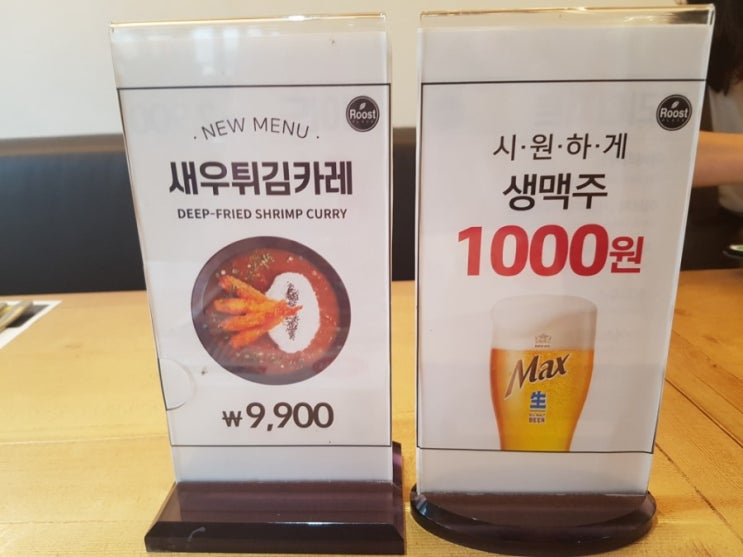 NEW MENU
Roost
새우튀김카레
DEEP-FRIED SHRIMP CURRY
₩9,900
Roost
시·원·하·게
생맥주
1000원
Max
生
BEER